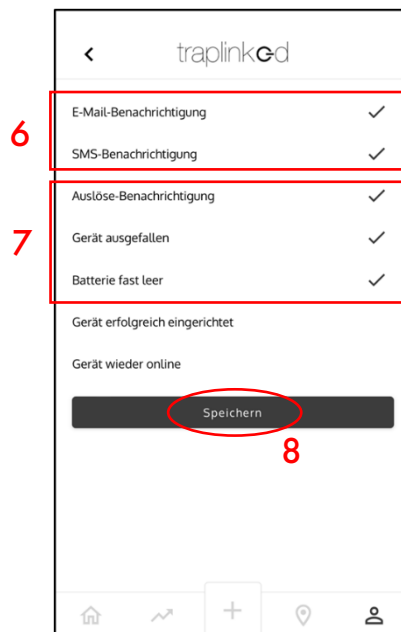 traplinked
6
E-Mail-Benachrichtigung
SMS-Benachrichtigung
7
Auslöse-Benachrichtigung
Gerät ausgefallen
Batterie fast leer
Gerät erfolgreich eingerichtet
Gerät wieder online
Speichern
8